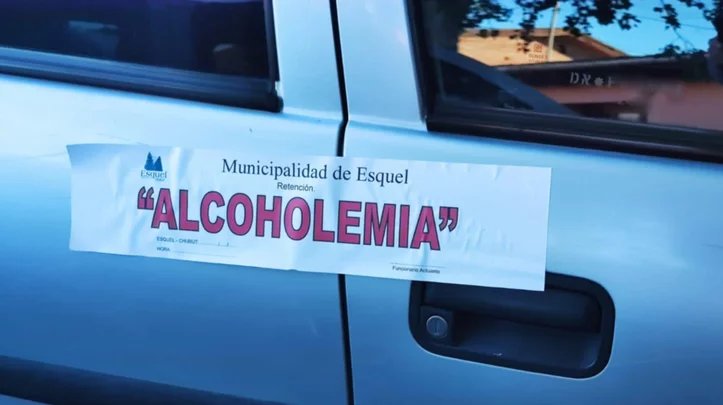 Esquel
Municipalidad de Esquel
Retención.
“ALCOHOLEMIA”
ESQUEL - CHUBUT
HORA
Funcionario Actuante